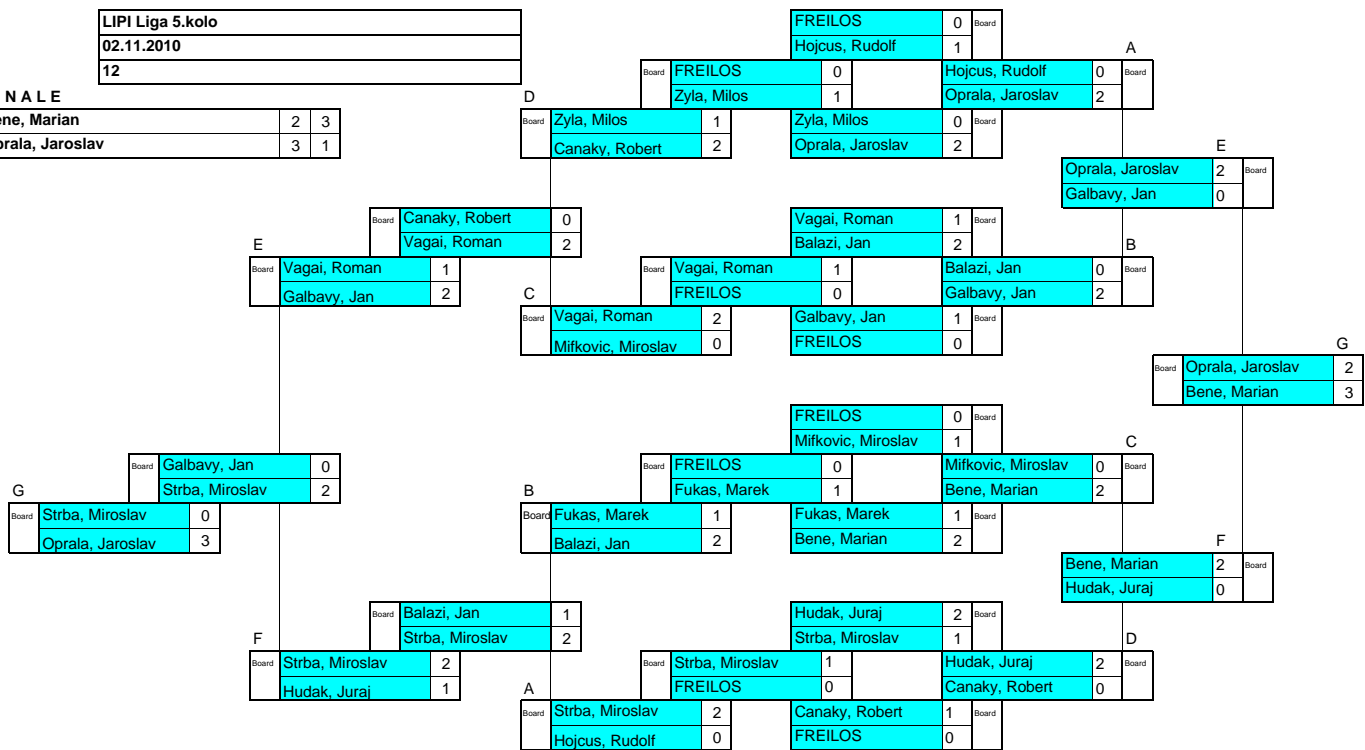 LIPI Liga 5.kolo
02.11.2010
12
N A L E
ene, Marian 2 3
prala, Jaroslav 3 1
FREILOS 0 Board
Hojcus, Rudolf 1
A
Board FREILOS 0
Zyla, Milos 1
Hojcus, Rudolf 0 Board
Oprala, Jaroslav 2
D
Board Zyla, Milos 1
Canaky, Robert 2
Zyla, Milos 0 Board
Oprala, Jaroslav 2
E
Oprala, Jaroslav 2 Board
Galbavy, Jan 0
Board Canaky, Robert 0
Vagai, Roman 2
Vagai, Roman 1 Board
Balazi, Jan 2
E
Board Vagai, Roman 1
Galbavy, Jan 2
B
Board Vagai, Roman 1
FREILOS 0
Balazi, Jan 0 Board
Galbavy, Jan 2
C
Board Vagai, Roman 2
Mifkovic, Miroslav 0
Galbavy, Jan 1 Board
FREILOS 0
G
Board Oprala, Jaroslav 2
Bene, Marian 3
FREILOS 0 Board
Mifkovic, Miroslav 1
C
Board Galbavy, Jan 0
Strba, Miroslav 2
Board FREILOS 0
Fukas, Marek 1
Mifkovic, Miroslav 0 Board
Bene, Marian 2
G
Board Strba, Miroslav 0
Oprala, Jaroslav 3
B
Board Fukas, Marek 1
Balazi, Jan 2
Fukas, Marek 1 Board
Bene, Marian 2
F
Bene, Marian 2 Board
Hudak, Juraj 0
Board Balazi, Jan 1
Strba, Miroslav 2
Hudak, Juraj 2 Board
Strba, Miroslav 1
F
Board Strba, Miroslav 2
Hudak, Juraj 1
D
Board Strba, Miroslav 1
FREILOS 0
Hudak, Juraj 2 Board
Canaky, Robert 0
A
Board Strba, Miroslav 2
Hojcus, Rudolf 0
Canaky, Robert 1 Board
FREILOS 0